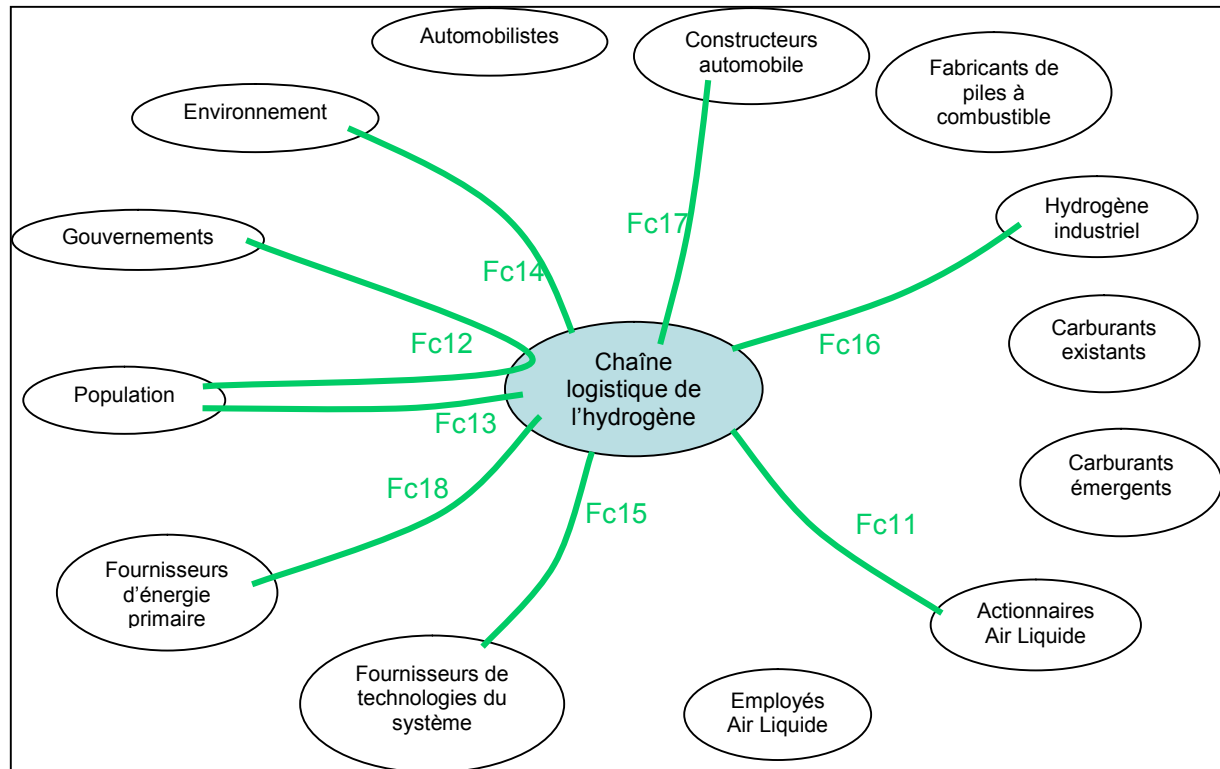 Automobilistes
Constructeurs
automobile
Fabricants de
piles à
combustible
Environnement
Hydrogène
industriel
Gouvernements
Fc17
Fc14
Fc12
Fc16
Carburants
existants
Chaîne
logistique de
l'hydrogène
Population
Fc13
Carburants
émergents
Fc18
Fc15
Fc11
Fournisseurs
d'énergie
primaire
Actionnaires
Air Liquide
Fournisseurs de
technologies du
système
Employés
Air Liquide